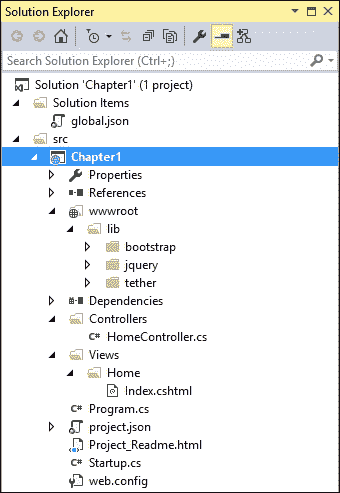 Solution Explorer
Search Solution Explorer (Ctrl+;)
Solution 'Chapter1' (1 project)
Solution Items
global.json
src
Chapter1
Properties
References
wwwroot
lib
bootstrap
jquery
tether
Dependencies
Controllers
C# HomeController.cs
Views
Home
Index.cshtml
C# Program.cs
project.json
Project_Readme.html
C# Startup.cs
web.config